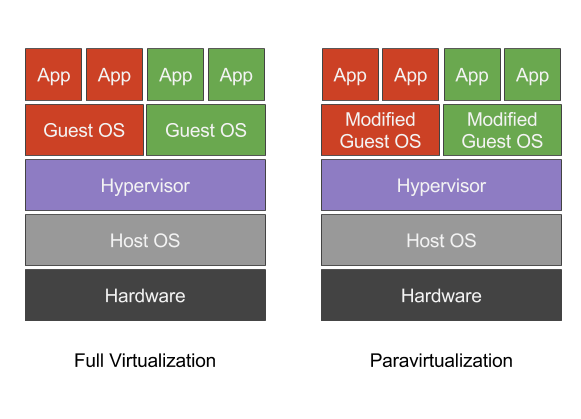 App App App App
Guest OS Guest OS
Hypervisor
Host OS
Hardware
Full Virtualization
App App App App
Modified Modified
Guest OS Guest OS
Hypervisor
Host OS
Hardware
Paravirtualization